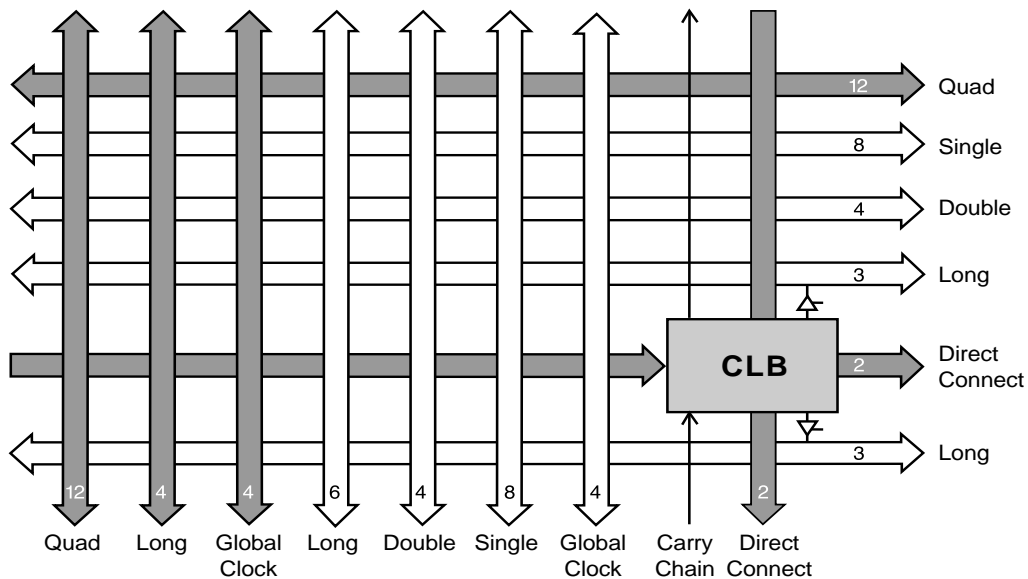 12 Quad
8 Single
4 Double
3 Long
CLB
2 Direct
Connect
3 Long
12 4 4 6 4 8 4 2
Quad Long Global Long Double Single Global Carry Direct
Clock Clock Chain Connect